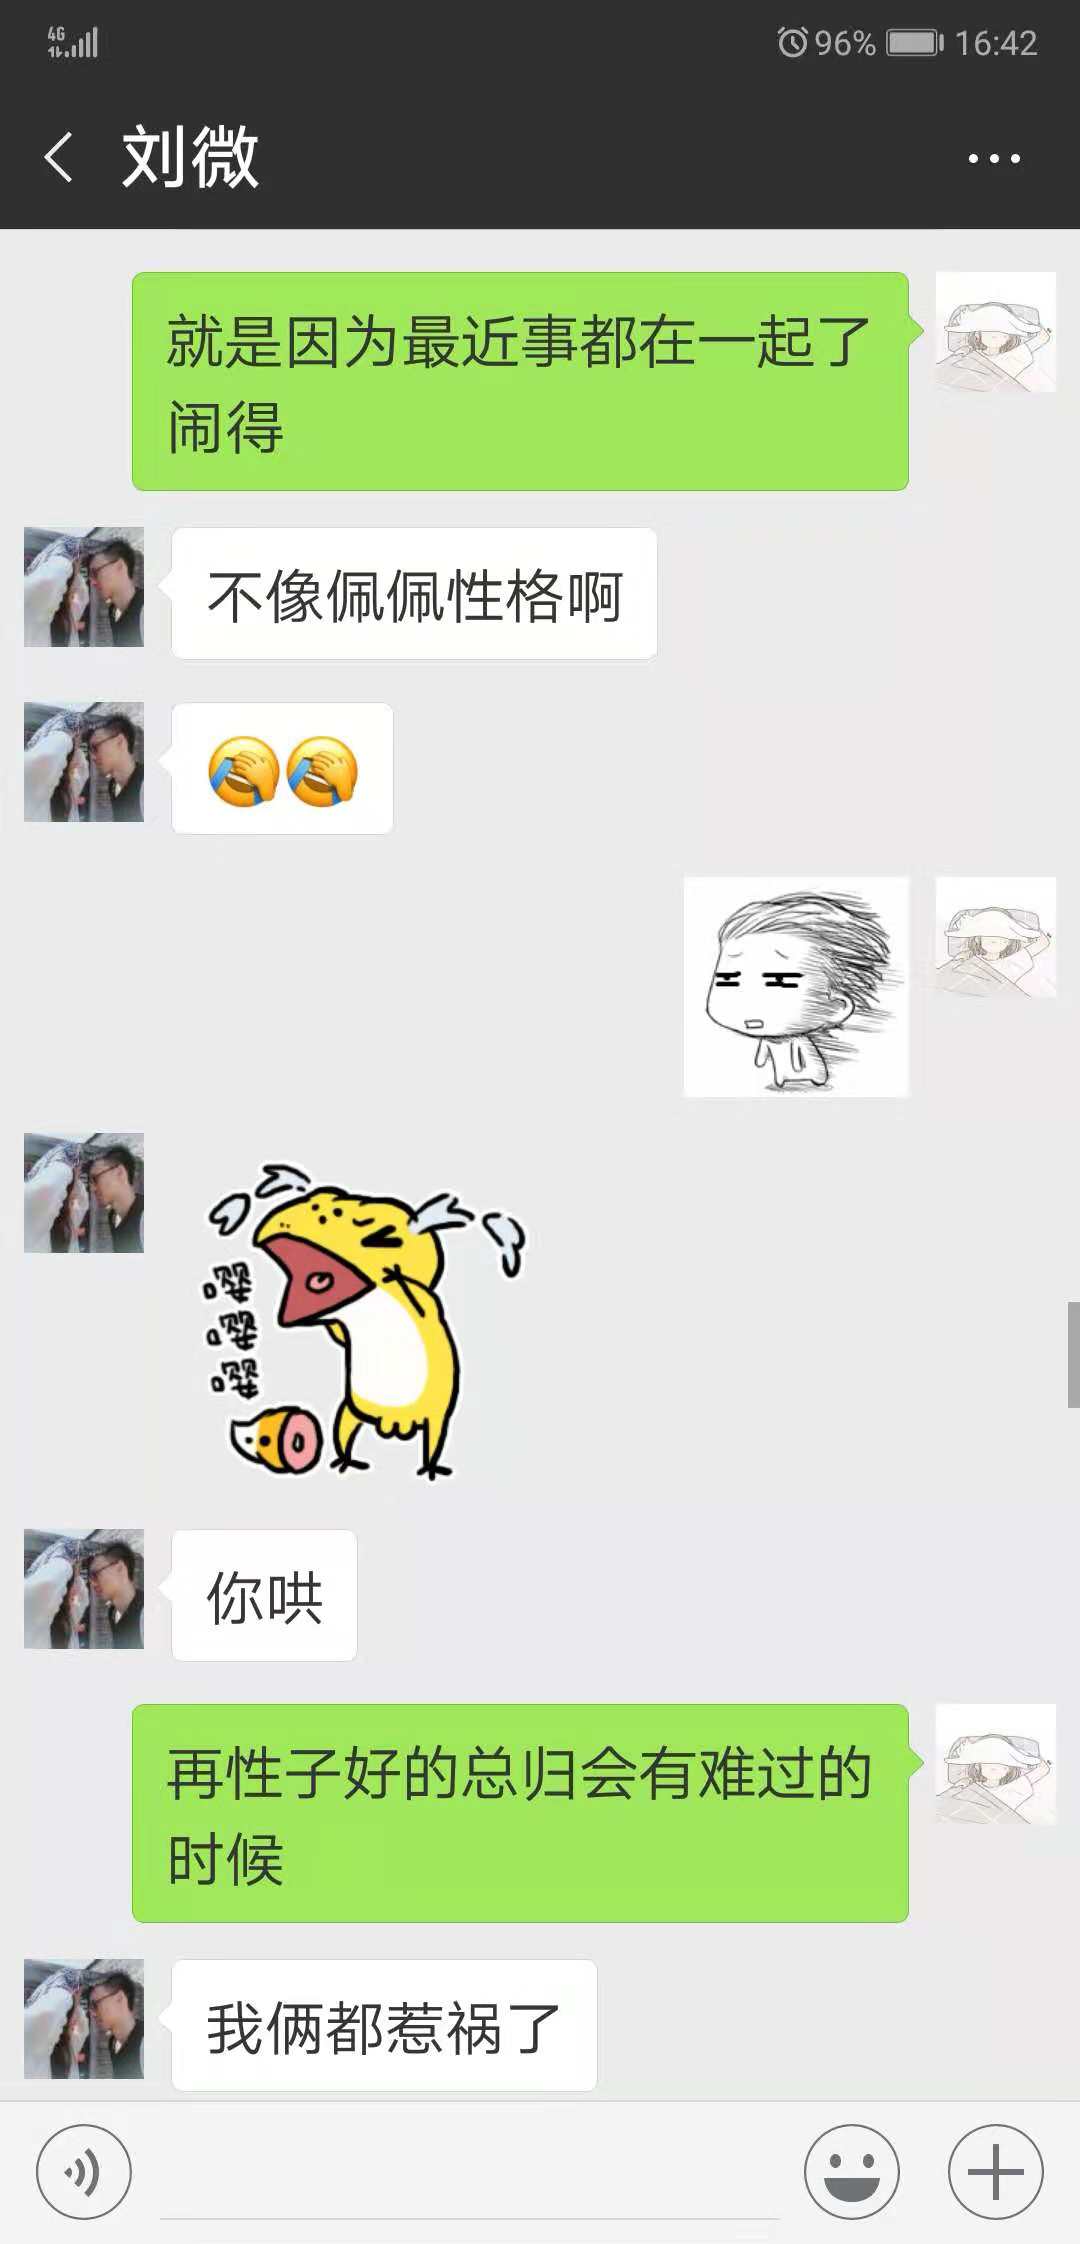 4G
96%
16:42
刘微
就是因为最近事都在一起了
闹得
不像佩佩性格啊
嘤
嘤
嘤
你哄
再性子好的总归会有难过的
时候
我俩都惹祸了